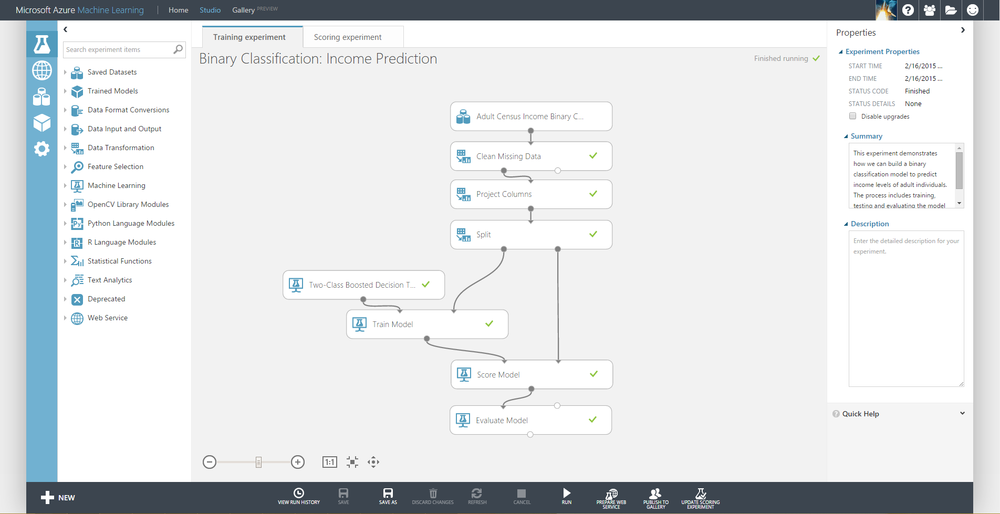 Microsoft Azure Machine Learning
Home
Studio
Gallery PREVIEW
Search experiment items
Saved Datasets
Trained Models
Data Format Conversions
Data Input and Output
Data Transformation
Feature Selection
Machine Learning
OpenCV Library Modules
Py
Python Language Modules
R
R Language Modules
Statistical Functions
Text Analytics
Deprecated
Web Service
Training experiment
Scoring experiment
Binary Classification: Income Prediction
Finished running
Adult Census Income Binary C...
Clean Missing Data
Project Columns
Split
Two-Class Boosted Decision T...
Train Model
Score Model
Evaluate Model
1:1
Properties
Experiment Properties
START TIME 2/16/2015 ...
END TIME 2/16/2015 ...
STATUS CODE Finished
STATUS DETAILS None
Disable upgrades
Summary
This experiment demonstrates
how we can build a binary
classification model to predict
income levels of adult individuals.
The process includes training,
testing and evaluating the model
Description
Enter the detailed description for your
experiment.
? Quick Help
NEW
VIEW RUN HISTORY
SAVE
SAVE AS
DISCARD CHANGES
REFRESH
CANCEL
RUN
PREPARE WEB
SERVICE
PUBLISH TO
GALLERY
UPDATE SCORING
EXPERIMENT